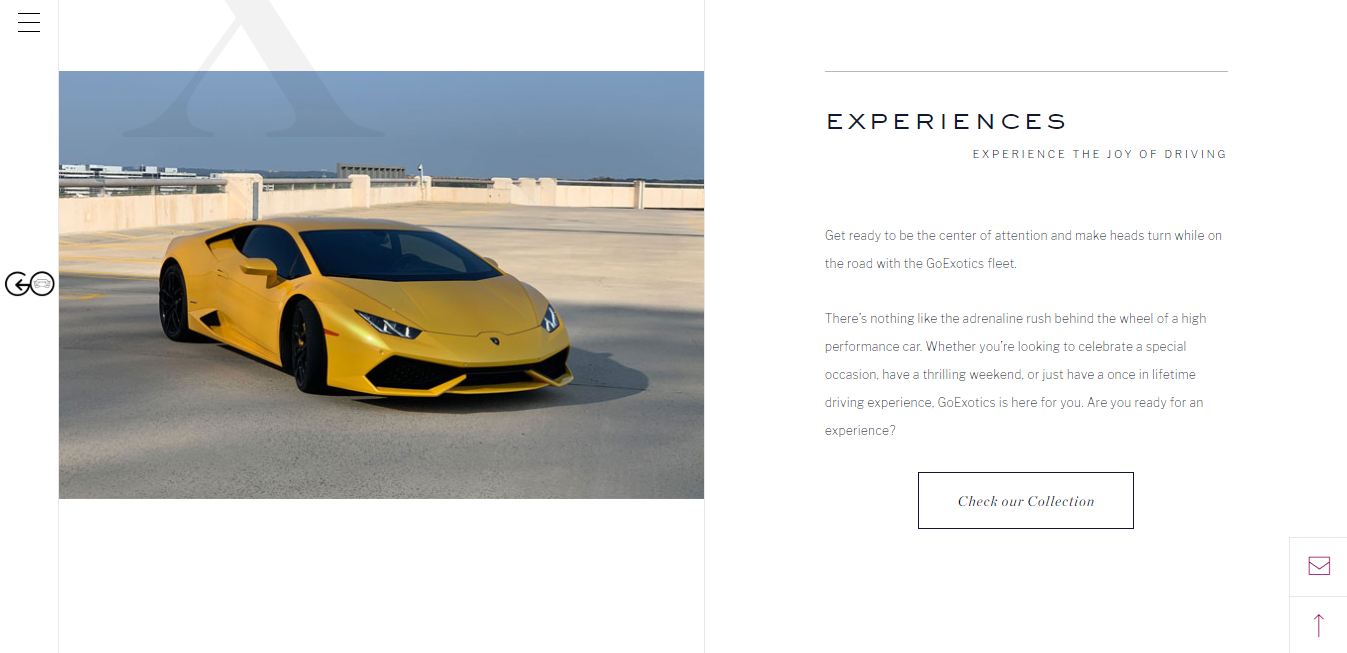 X
EXPERIENCES
EXPERIENCE THE JOY OF DRIVING
Get ready to be the center of attention and make heads turn while on
the road with the GoExotics fleet.
There's nothing like the adrenaline rush behind the wheel of a high
performance car. Whether you're looking to celebrate a special
occasion, have a thrilling weekend, or just have a once in lifetime
driving experience, GoExotics is here for you. Are you ready for an
experience?
Check our Collection